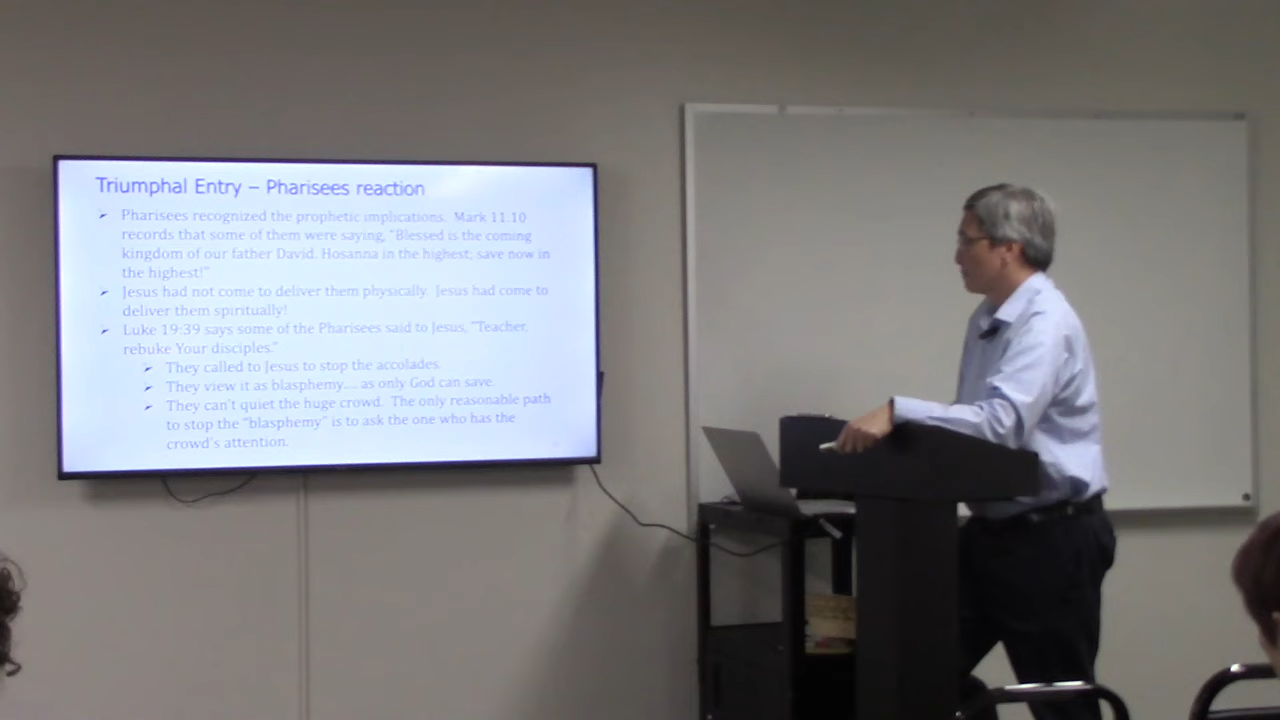 Triumphal Entry – Pharisees reaction
➢ Pharisees recognized the prophetic implications. Mark 11.10
records that some of them were saying, "Blessed is the coming
kingdom of our father David. Hosanna in the highest; save now in
the highest!"
➢ Jesus had not come to deliver them physically. Jesus had come to
deliver them spiritually!
➢ Luke 19:39 says some of the Pharisees said to Jesus, "Teacher,
rebuke Your disciples."
➢ They called to Jesus to stop the accolades.
➢ They view it as blasphemy.... as only God can save.
➢ They can't quiet the huge crowd. The only reasonable path
to stop the "blasphemy" is to ask the one who has the
crowd's attention.